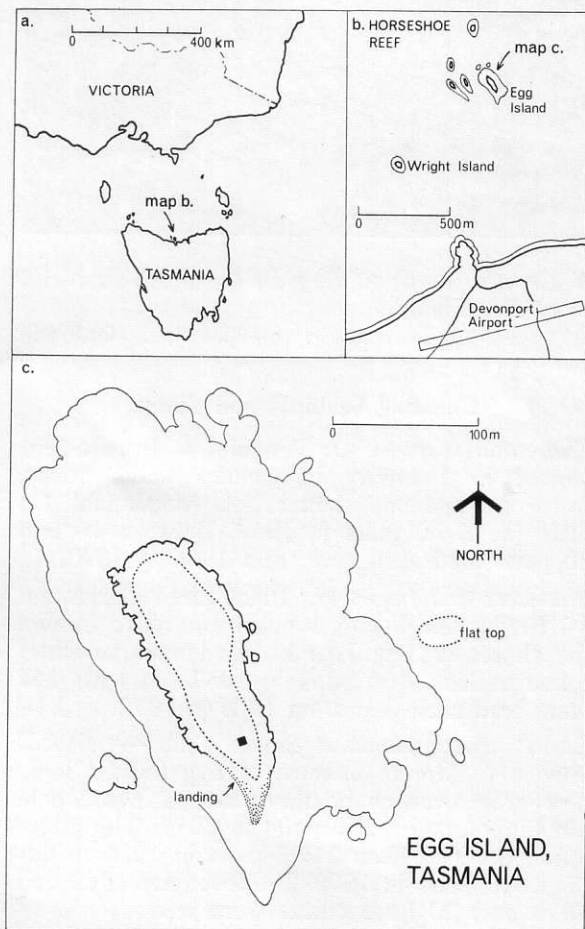 a.
0 400 km
VICTORIA
map b.
TASMANIA
b. HORSESHOE
REEF
map c.
Egg
Island
Wright Island
0 500m
Devonport
Airport
c.
0 100m
NORTH
flat top
landing
EGG ISLAND,
TASMANIA